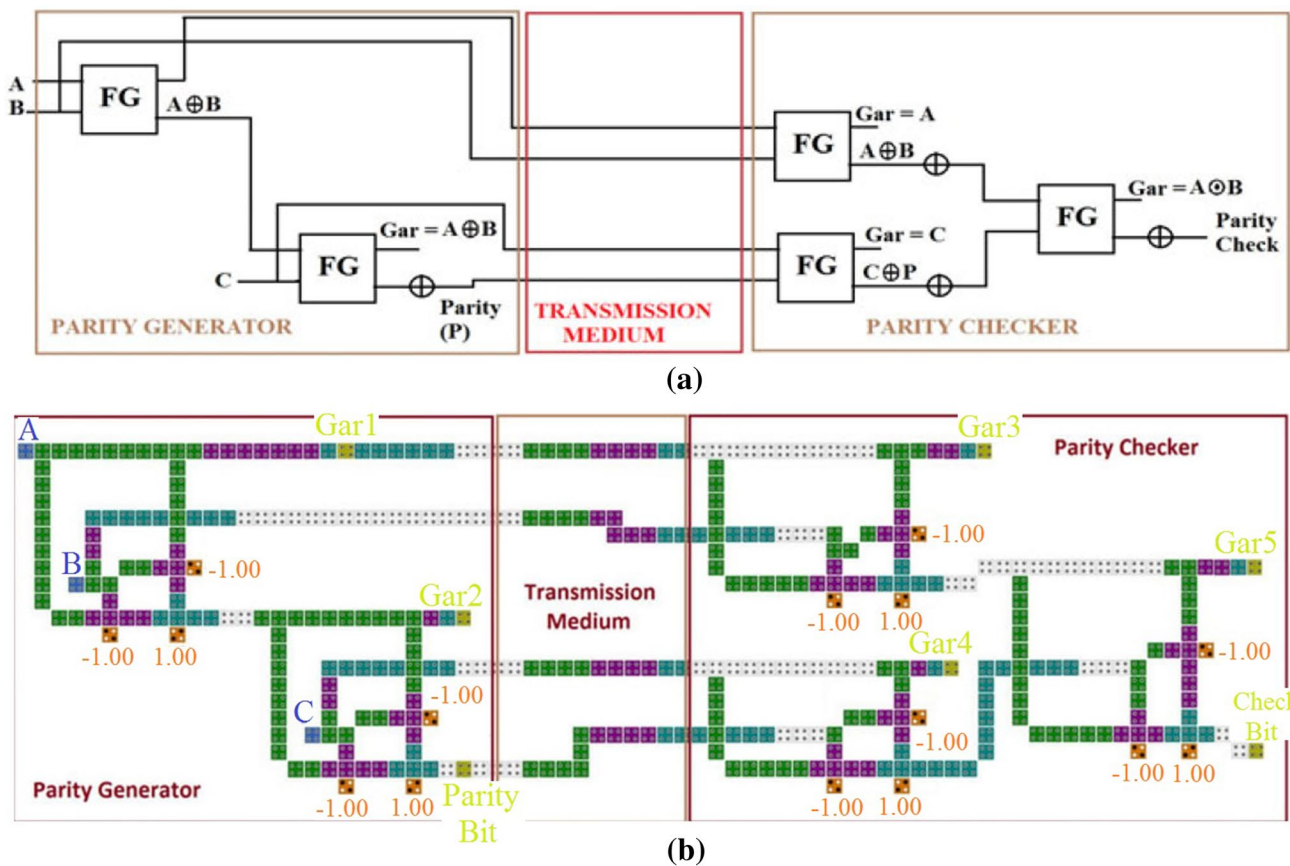 A
B
FG
A⊕B
C
FG
Gar = A⊕B
Parity
(P)
PARITY GENERATOR
TRANSMISSION
MEDIUM
FG
Gar = A
A⊕B
FG
Gar = C
C⊕P
FG
Gar = A⊙B
Parity
Check
PARITY CHECKER
(a)
A
Gar1
B
-1.00
-1.00
1.00
Gar2
C
-1.00
-1.00
1.00
Parity
Bit
Parity Generator
Transmission
Medium
Gar3
Parity Checker
-1.00
-1.00
1.00
Gar4
-1.00
-1.00
1.00
Gar5
-1.00
Check
Bit
-1.00
1.00
(b)